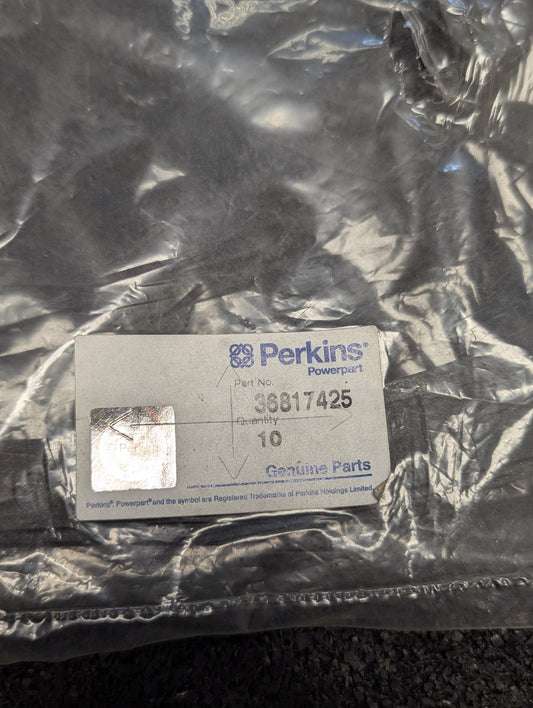 Perkins®
Powerpart
Part No.
36817425
Quantity
10
Genuine Parts
Perkins®, Powerpart® and the symbol are Registered Trademarks of Perkins Holdings Limited.